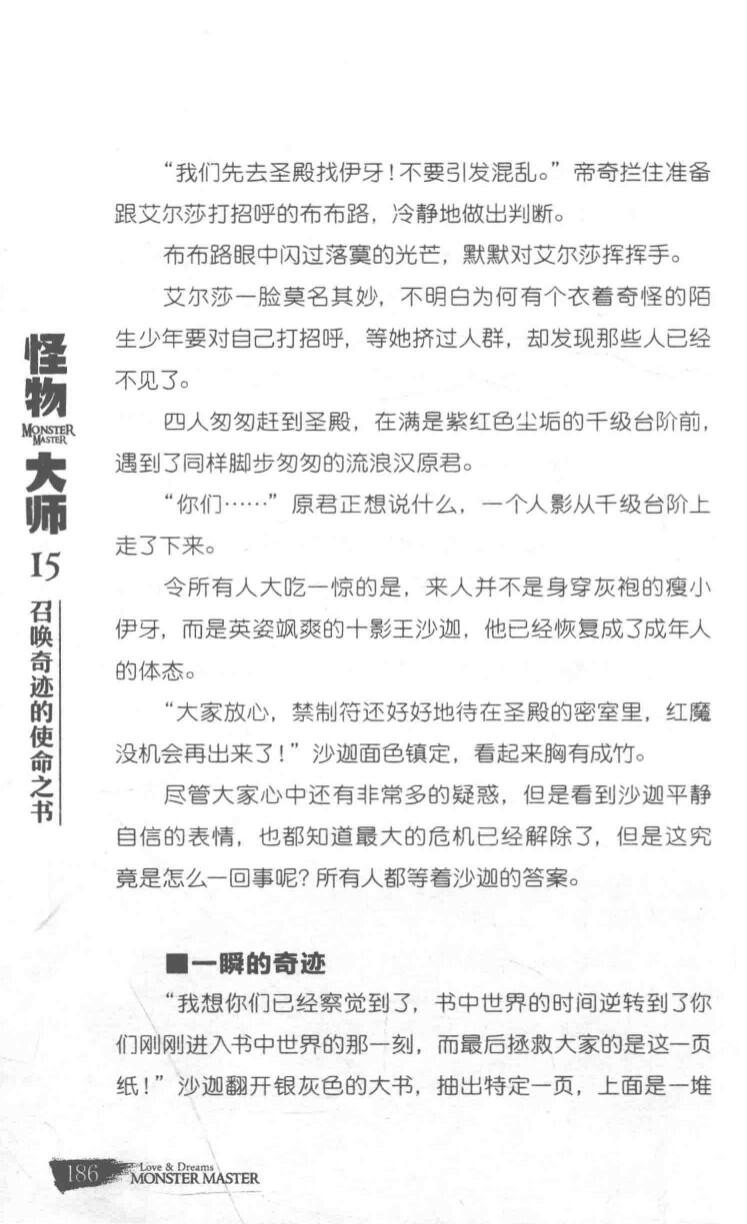 “我们先去圣殿找伊牙！不要引发混乱。”帝奇拦住准备
跟艾尔莎打招呼的布布路，冷静地做出判断。
布布路眼中闪过落寞的光芒，默默对艾尔莎挥挥手。
艾尔莎一脸莫名其妙，不明白为何有个衣着奇怪的陌
生少年要对自己打招呼，等她挤过人群，却发现那些人已经
不见了。
四人匆匆赶到圣殿，在满是紫红色尘垢的千级台阶前，
遇到了同样脚步匆匆的流浪汉原君。
“你们……”原君正想说什么，一个人影从千级台阶上
走了下来。
令所有人大吃一惊的是，来人并不是身穿灰袍的瘦小
伊牙，而是英姿飒爽的十影王沙迦，他已经恢复成了成年人
的体态。
“大家放心，禁制符还好好地待在圣殿的密室里，红魔
没机会再出来了！”沙迦面色镇定，看起来胸有成竹。
尽管大家心中还有非常多的疑惑，但是看到沙迦平静
自信的表情，也都知道最大的危机已经解除了，但是这究
竟是怎么一回事呢？所有人都等着沙迦的答案。
■一瞬的奇迹
“我想你们已经察觉到了，书中世界的时间逆转到了你
们刚刚进入书中世界的那一刻，而最后拯救大家的是这一页
纸！”沙迦翻开银灰色的大书，抽出特定一页，上面是一堆
怪物
MONSTER
MASTER
大师
15
召唤奇迹的使命之书
186
Love & Dreams
MONSTER MASTER